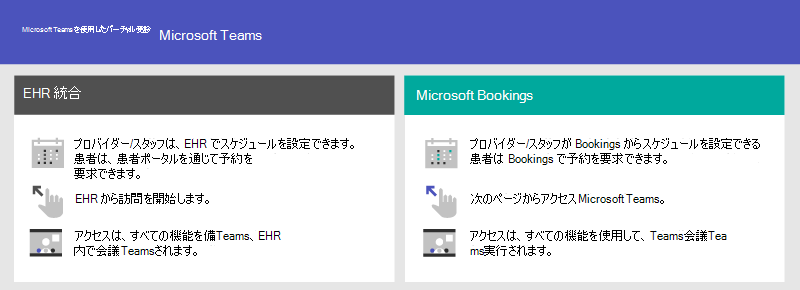 Microsoft Teams を使用したバーチャル受診
Microsoft Teams
EHR 統合
プロバイダー/スタッフは、EHR でスケジュールを設定できます。
患者は、患者ポータルを通じて予約を
要求できます。
EHR から訪問を開始します。
アクセスは、すべての機能を備Teams、EHR
内で会議Teamsされます。
Microsoft Bookings
プロバイダー/スタッフが Bookings からスケジュールを設定できる
患者は Bookings で予約を要求できます。
次のページからアクセスMicrosoft Teams。
アクセスは、すべての機能を使用して、Teams会議Tea
ms実行されます。